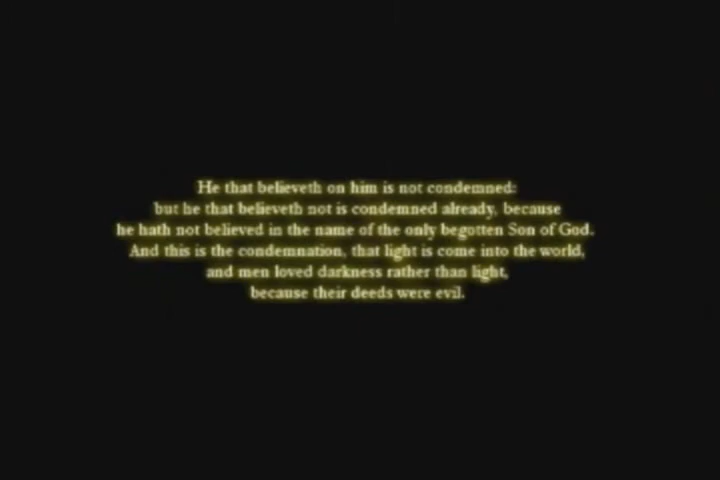 He that believeth on him is not condemned:
but he that believeth not is condemned already, because
he hath not believed in the name of the only begotten Son of God.
And this is the condemnation, that light is come into the world,
and men loved darkness rather than light,
because their deeds were evil.